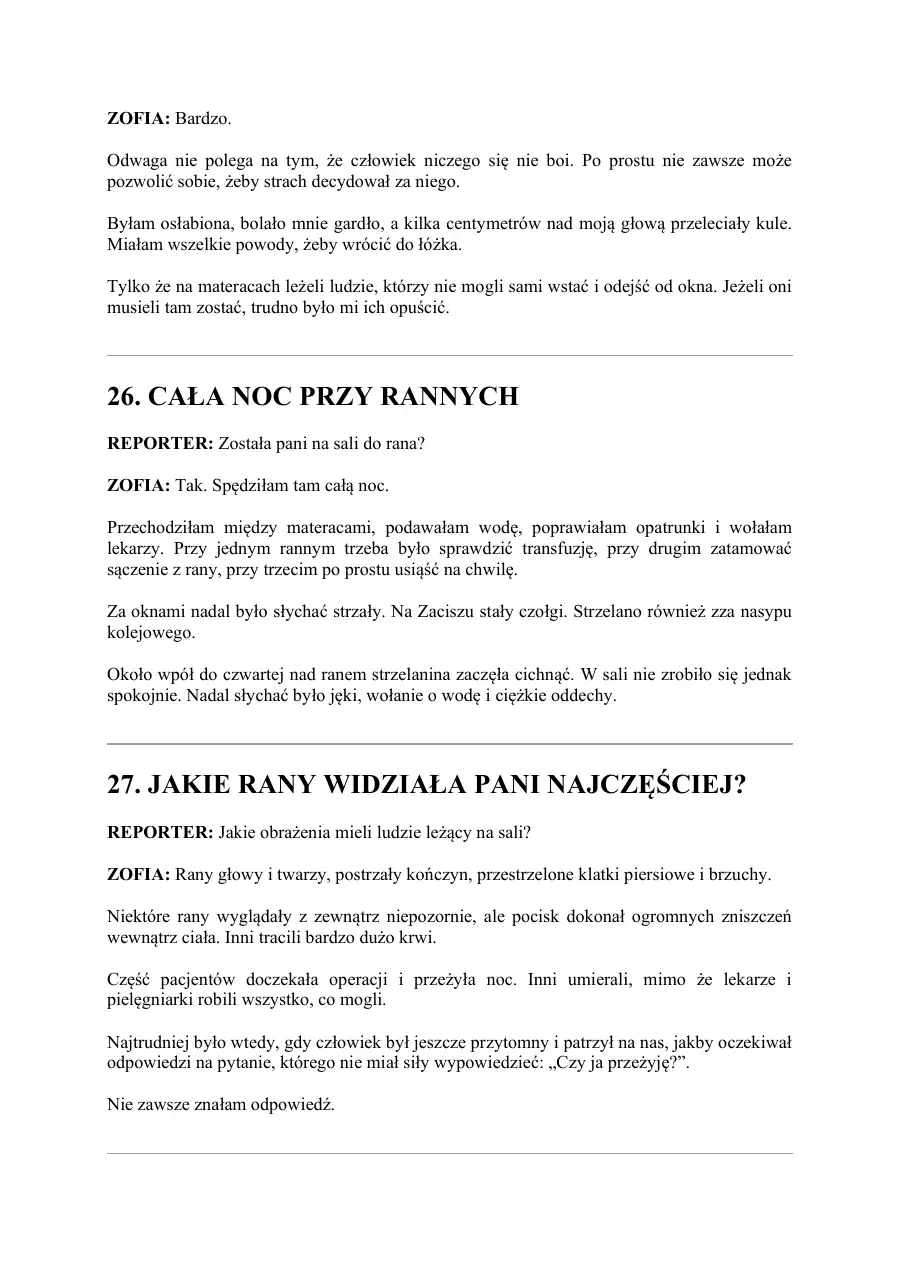 ZOFIA: Bardzo.
Odwaga nie polega na tym, że człowiek niczego się nie boi. Po prostu nie zawsze może
pozwolić sobie, żeby strach decydował za niego.
Byłam osłabiona, bolało mnie gardło, a kilka centymetrów nad moją głową przeleciały kule.
Miałam wszelkie powody, żeby wrócić do łóżka.
Tylko że na materacach leżeli ludzie, którzy nie mogli sami wstać i odejść od okna. Jeżeli oni
musieli tam zostać, trudno było mi ich opuścić.
26. CAŁA NOC PRZY RANNYCH
REPORTER: Została pani na sali do rana?
ZOFIA: Tak. Spędziłam tam całą noc.
Przechodziłam między materacami, podawałam wodę, poprawiałam opatrunki i wołałam
lekarzy. Przy jednym rannym trzeba było sprawdzić transfuzję, przy drugim zatamować
sączenie z rany, przy trzecim po prostu usiąść na chwilę.
Za oknami nadal było słychać strzały. Na Zaciszu stały czołgi. Strzelano również zza nasypu
kolejowego.
Około wpół do czwartej nad ranem strzelanina zaczęła cichnąć. W sali nie zrobiło się jednak
spokojnie. Nadal słychać było jęki, wołanie o wodę i ciężkie oddechy.
27. JAKIE RANY WIDZIAŁA PANI NAJCZĘŚCIEJ?
REPORTER: Jakie obrażenia mieli ludzie leżący na sali?
ZOFIA: Rany głowy i twarzy, postrzały kończyn, przestrzelone klatki piersiowe i brzuchy.
Niektóre rany wyglądały z zewnątrz niepozornie, ale pocisk dokonał ogromnych zniszczeń
wewnątrz ciała. Inni tracili bardzo dużo krwi.
Część pacjentów doczekała operacji i przeżyła noc. Inni umierali, mimo że lekarze i
pielęgniarki robili wszystko, co mogli.
Najtrudniej było wtedy, gdy człowiek był jeszcze przytomny i patrzył na nas, jakby oczekiwał
odpowiedzi na pytanie, którego nie miał siły wypowiedzieć: „Czy ja przeżyję?”.
Nie zawsze znałam odpowiedź.